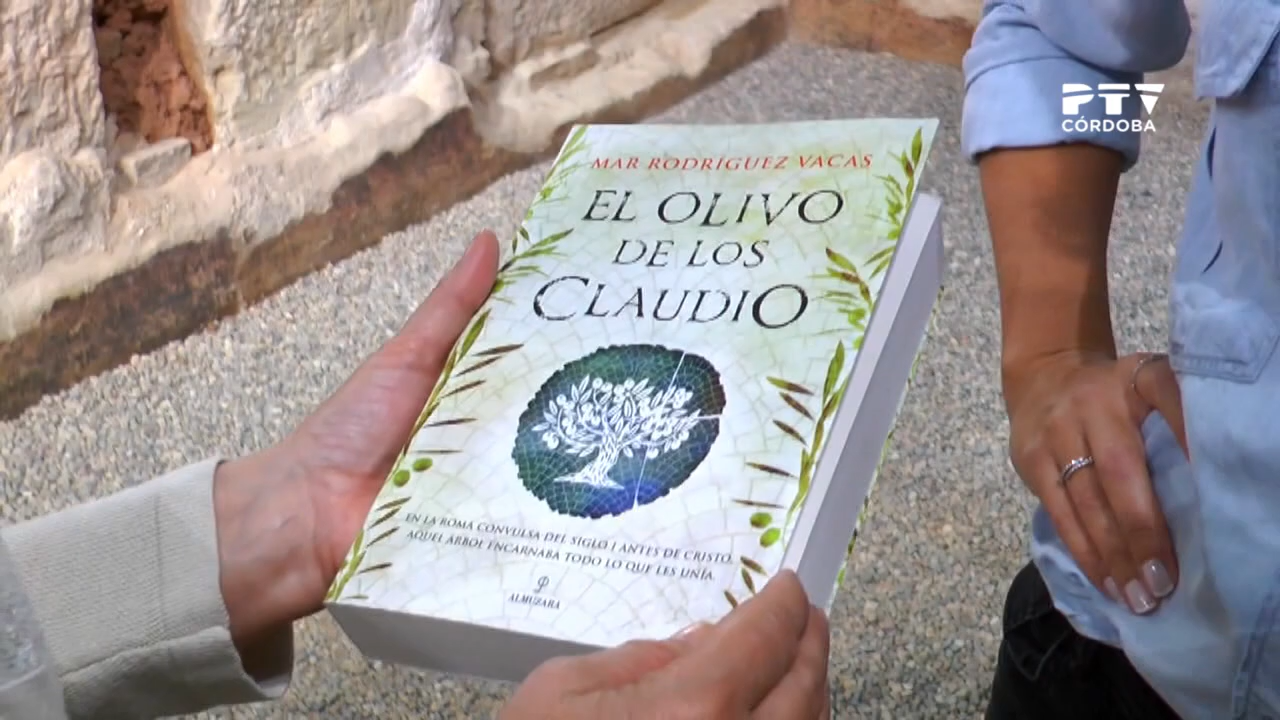 PTV
CÓRDOBA
MAR RODRÍGUEZ VACAS
EL OLIVO
DE LOS
CLAUDIO
EN LA ROMA CONVULSA DEL SIGLO I ANTES DE CRISTO,
AQUEL ÁRBOL ENCARNABA TODO LO QUE LES UNÍA.
ALMUZARA